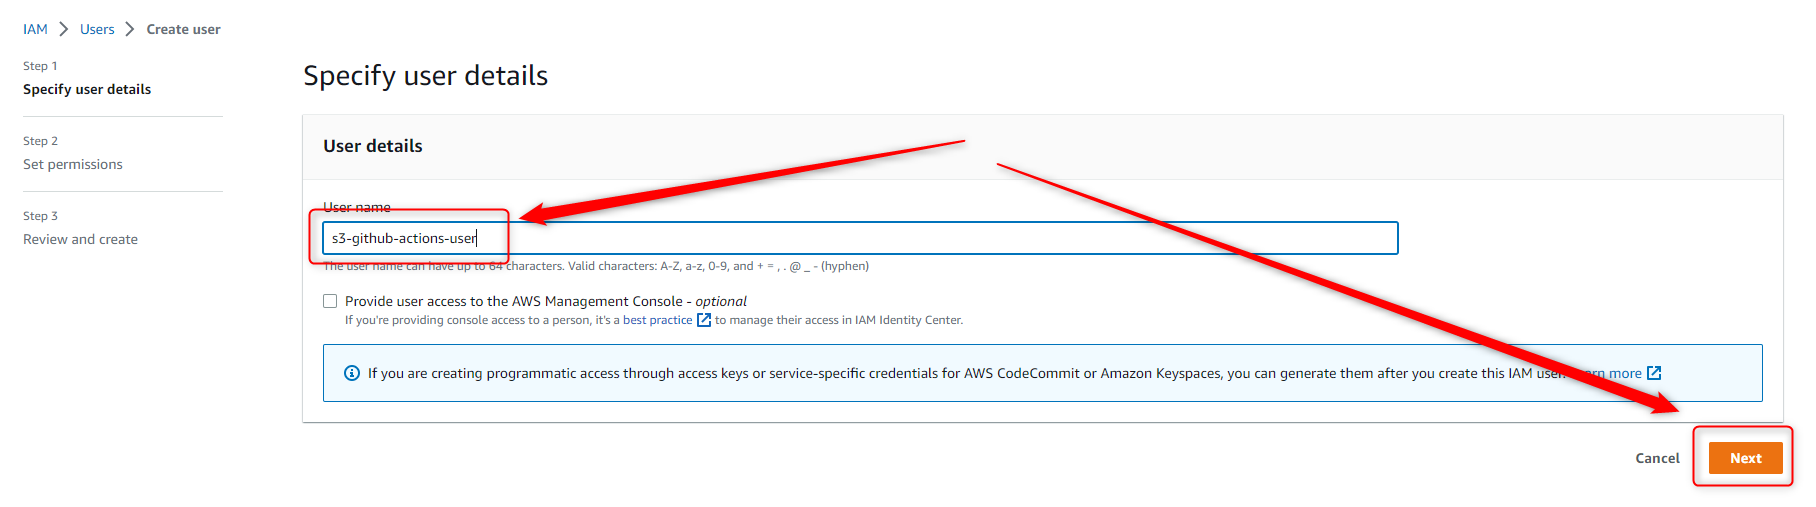 IAM > Users > Create user
Step 1
Specify user details
Step 2
Set permissions
Step 3
Review and create
Specify user details
User details
User name
s3-github-actions-user
The user name can have up to 64 characters. Valid characters: A-Z, a-z, 0-9, and + = , . @ _ - (hyphen)
Provide user access to the AWS Management Console - optional
If you're providing console access to a person, it's a best practice to manage their access in IAM Identity Center.
If you are creating programmatic access through access keys or service-specific credentials for AWS CodeCommit or Amazon Keyspaces, you can generate them after you create this IAM user. Learn more
Cancel
Next